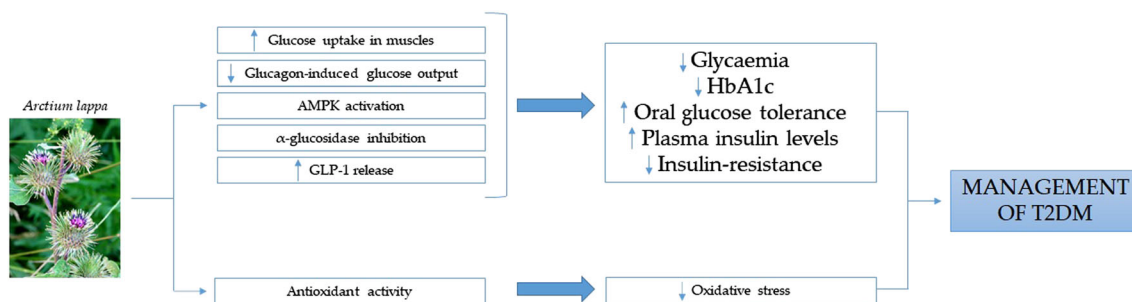 Arctium lappa
↑ Glucose uptake in muscles
↓ Glucagon-induced glucose output
AMPK activation
α-glucosidase inhibition
↑ GLP-1 release
↓ Glycaemia
↓ HbA1c
↑ Oral glucose tolerance
↑ Plasma insulin levels
↓ Insulin-resistance
Antioxidant activity
↓ Oxidative stress
MANAGEMENT
OF T2DM